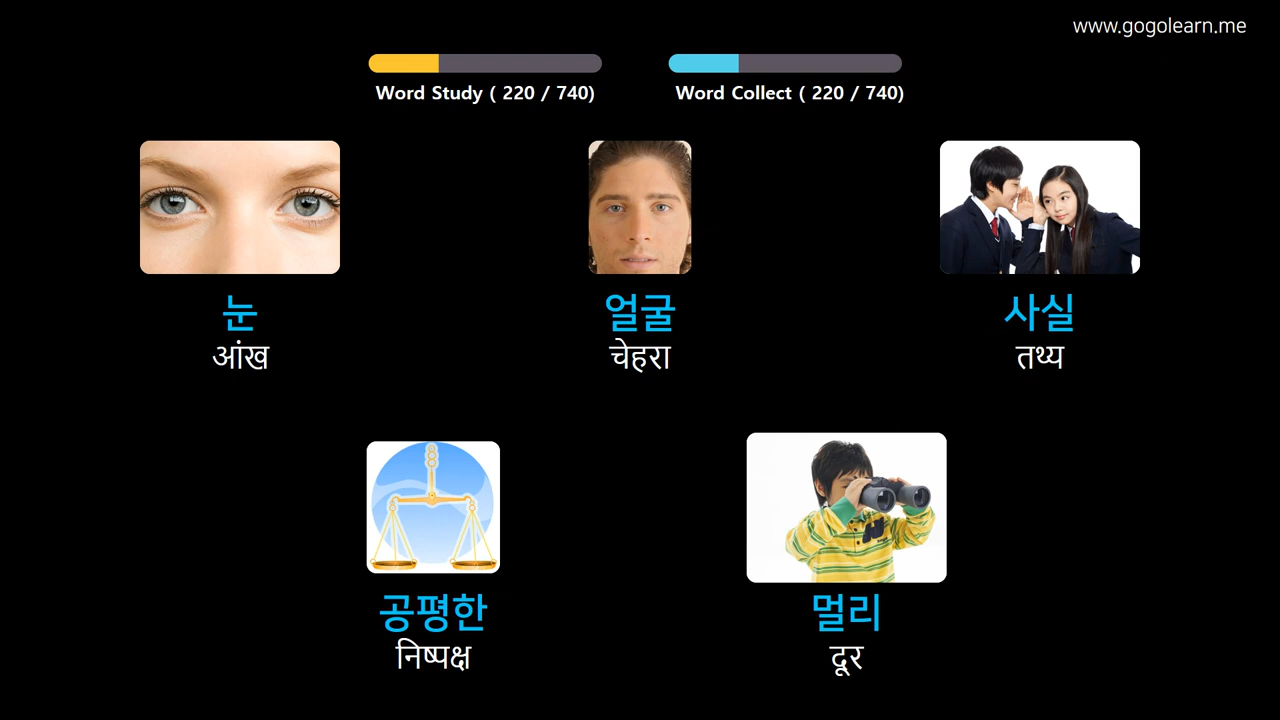 www.gogolearn.me
Word Study ( 220 / 740)
Word Collect ( 220 / 740)
눈
आंख
얼굴
चेहरा
사실
तथ्य
공평한
निष्पक्ष
멀리
दूर